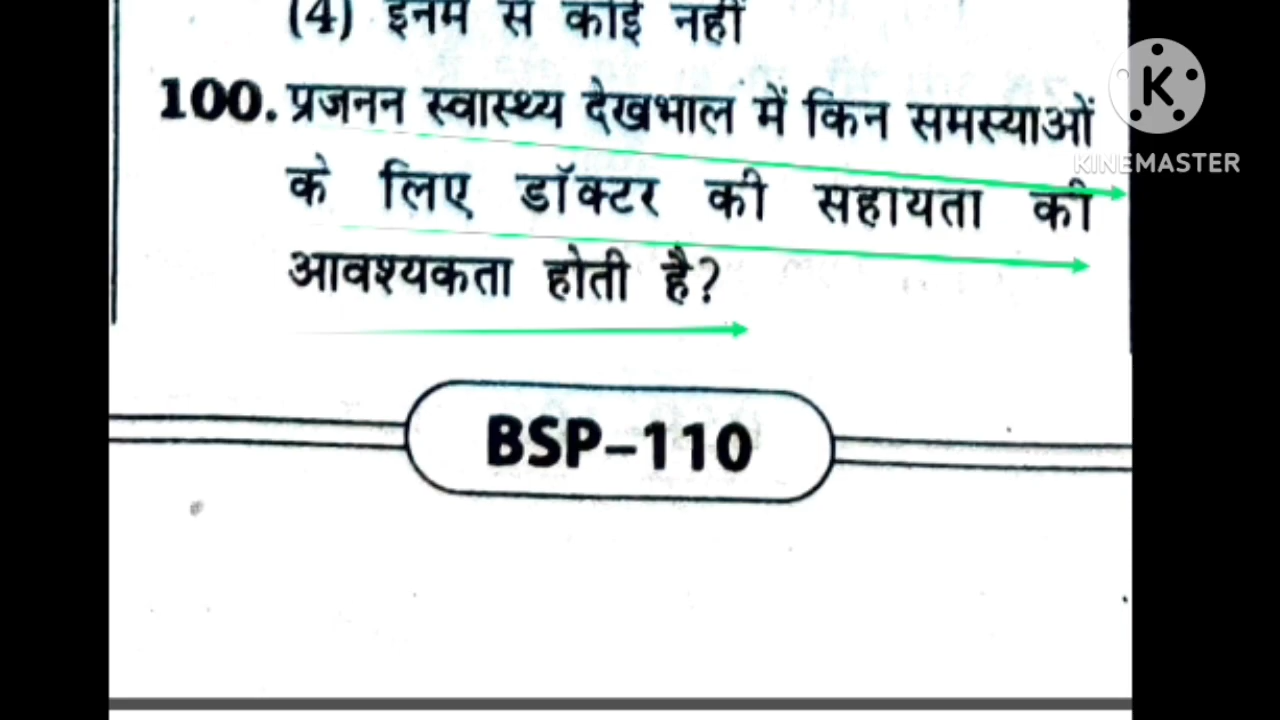 (4) इनमें से कोई नहीं
100. प्रजनन स्वास्थ्य देखभाल में किन समस्याओं
के लिए डॉक्टर की सहायता की
आवश्यकता होती है?
BSP–110
K
KINEMASTER